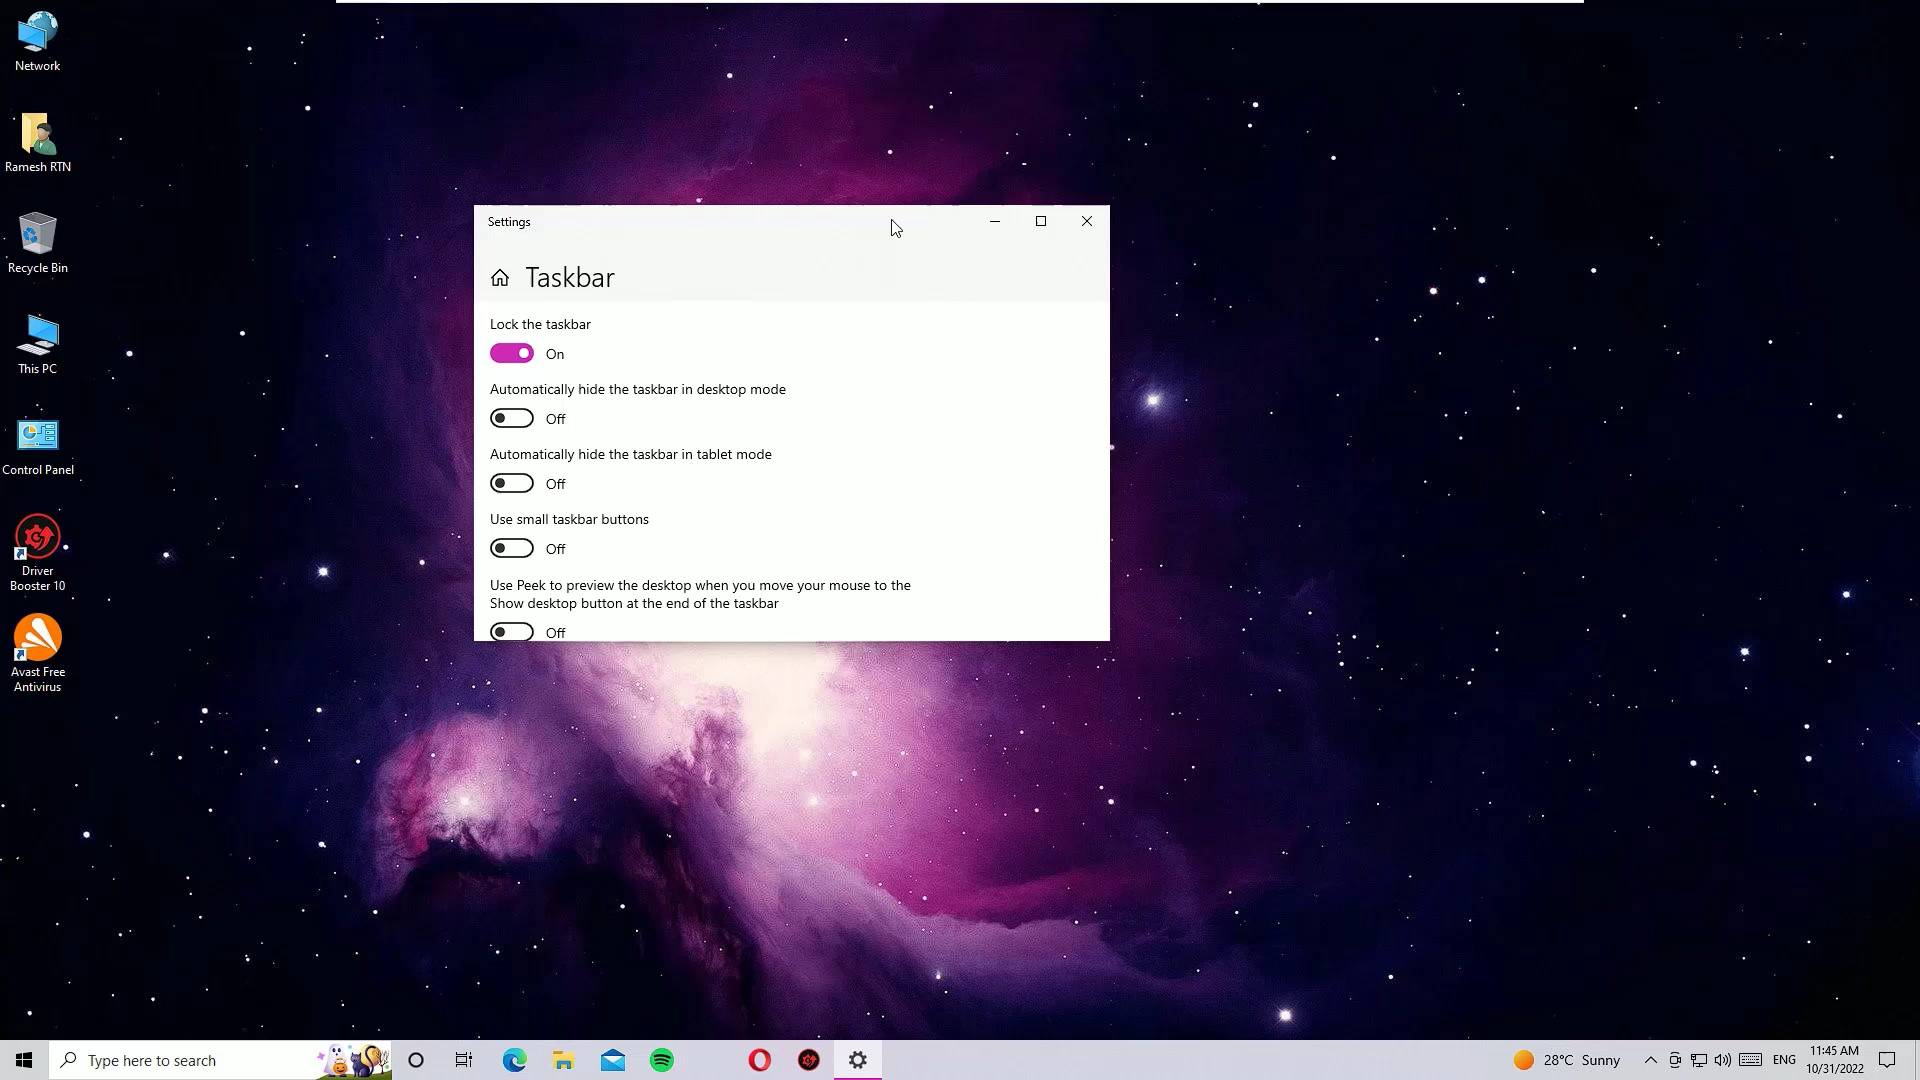 Network
Ramesh RTN
Recycle Bin
This PC
Control Panel
Driver
Booster 10
Avast Free
Antivirus
Settings
Taskbar
Lock the taskbar
On
Automatically hide the taskbar in desktop mode
Off
Automatically hide the taskbar in tablet mode
Off
Use small taskbar buttons
Off
Use Peek to preview the desktop when you move your mouse to the
Show desktop button at the end of the taskbar
Off
Type here to search
28°C Sunny
ENG
11:45 AM
10/31/2022